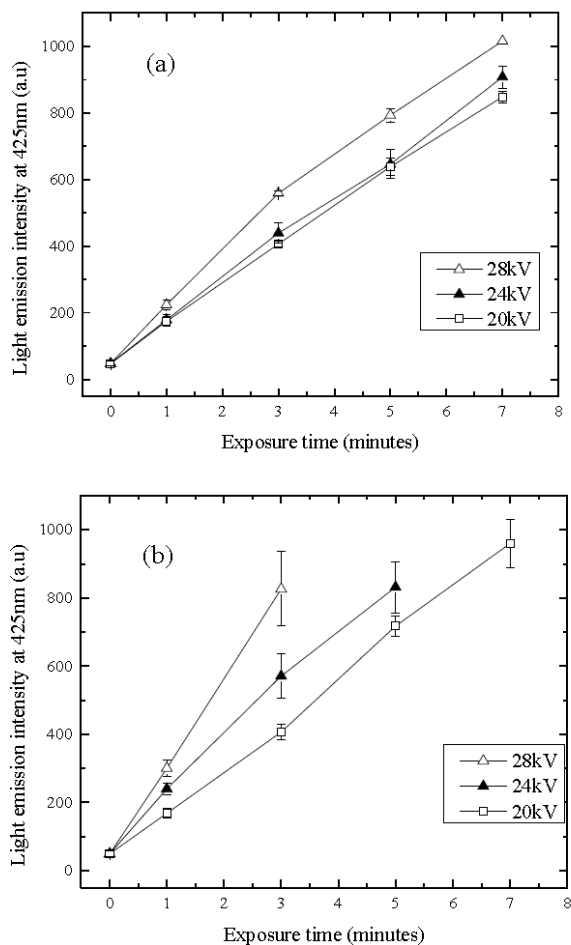 (a)
Light emission intensity at 425nm (a.u)
1000
800
600
400
200
0
28kV
24kV
20kV
0 1 2 3 4 5 6 7 8
Exposure time (minutes)
(b)
Light emission intensity at 425nm (a.u)
1000
800
600
400
200
0
28kV
24kV
20kV
0 1 2 3 4 5 6 7 8
Exposure time (minutes)